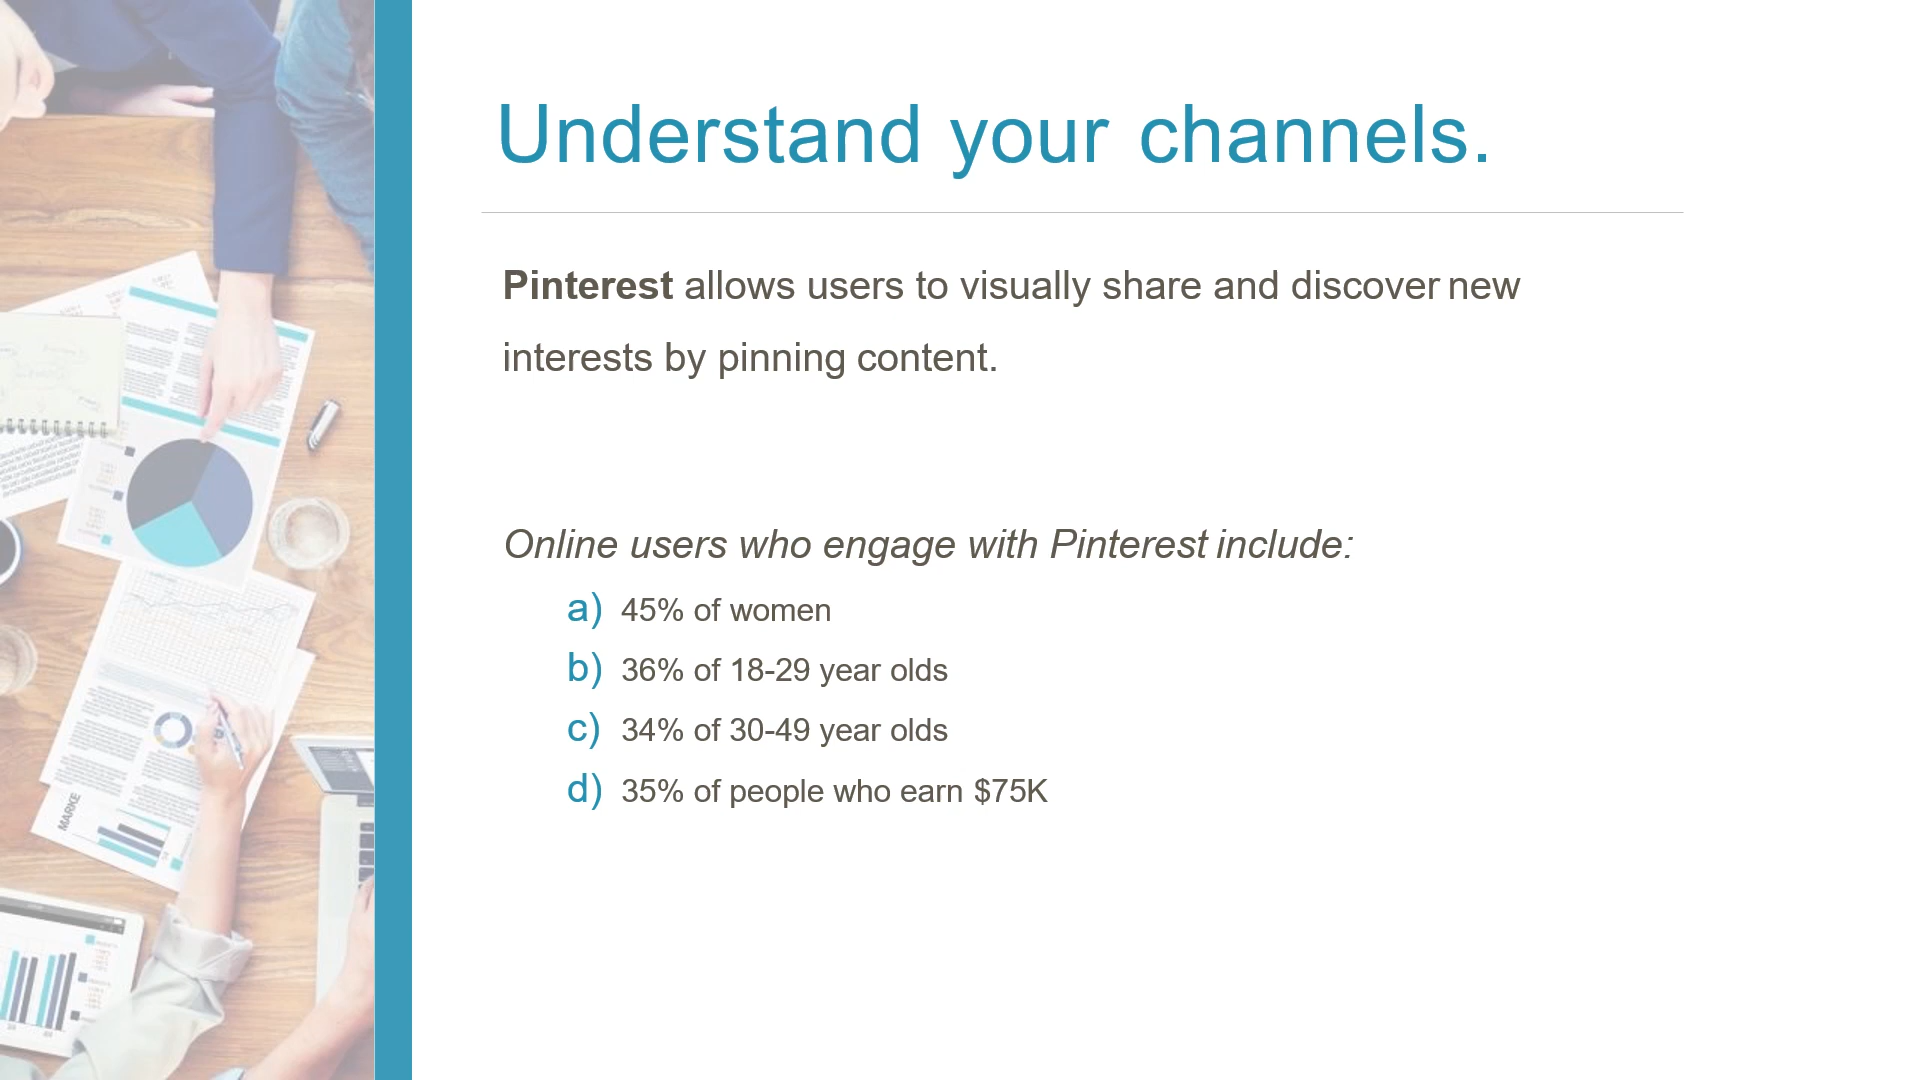 Understand your channels.
Pinterest allows users to visually share and discover new
interests by pinning content.
Online users who engage with Pinterest include:
a) 45% of women
b) 36% of 18-29 year olds
c) 34% of 30-49 year olds
d) 35% of people who earn $75K
MARKE